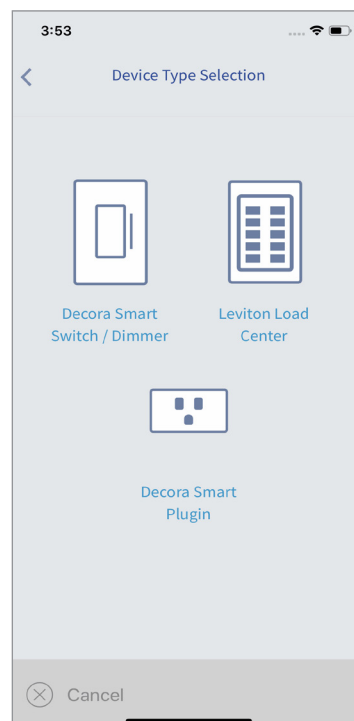 3:53
Device Type Selection
Decora Smart
Switch / Dimmer
Leviton Load
Center
Decora Smart
Plugin
Cancel